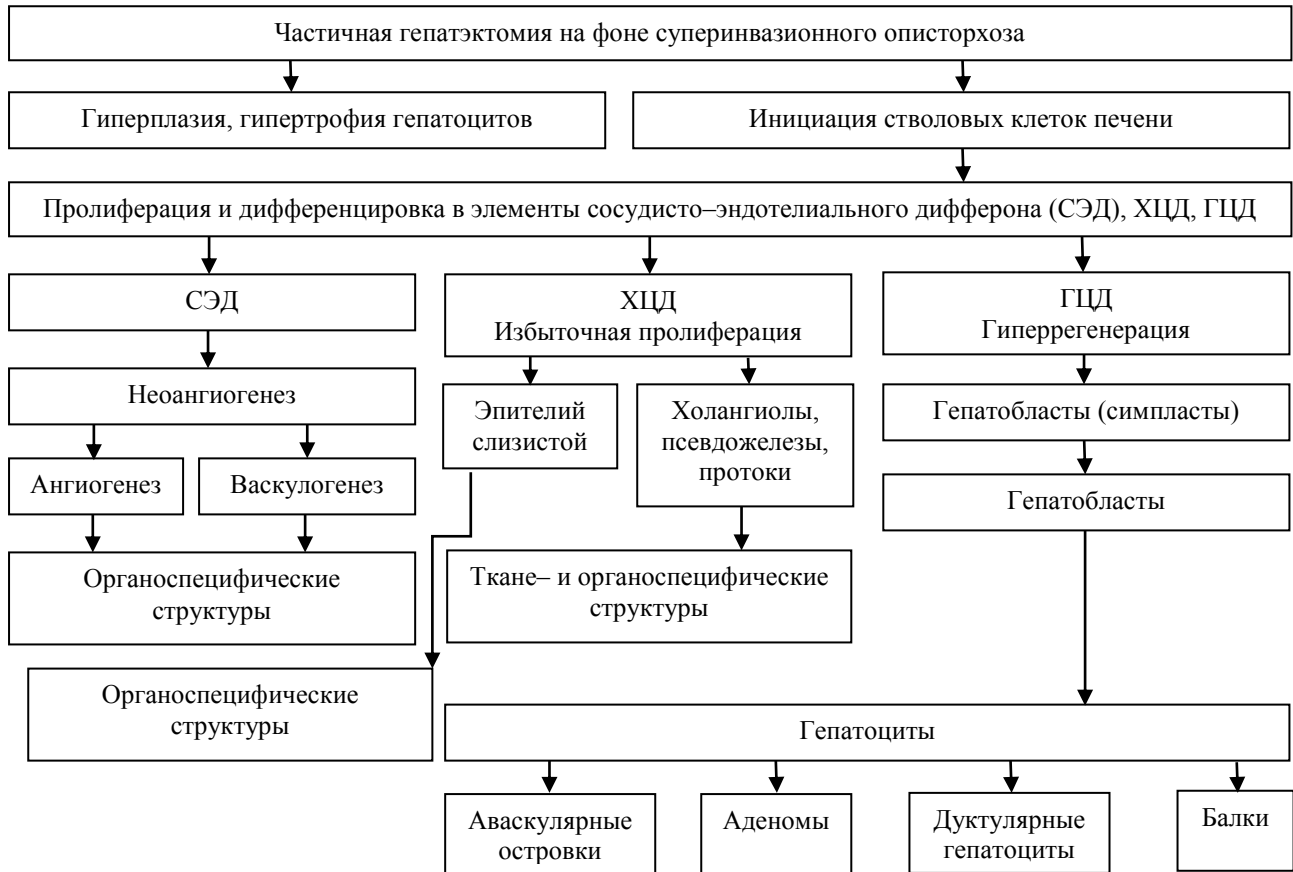 Частичная гепатэктомия на фоне суперинвазионного описторхоза
Гиперплазия, гипертрофия гепатоцитов
Инициация стволовых клеток печени
Пролиферация и дифференцировка в элементы сосудисто–эндотелиального дифферона (СЭД), ХЦД, ГЦД
СЭД
ХЦД
Избыточная пролиферация
ГЦД
Гиперрегенерация
Неоангиогенез
Эпителий
слизистой
Холангиолы,
псевдожелезы,
протоки
Гепатобласты (симпласты)
Ангиогенез
Васкулогенез
Гепатобласты
Органоспецифические
структуры
Ткане– и органоспецифические
структуры
Органоспецифические
структуры
Гепатоциты
Аваскулярные
островки
Аденомы
Дуктулярные
гепатоциты
Балки